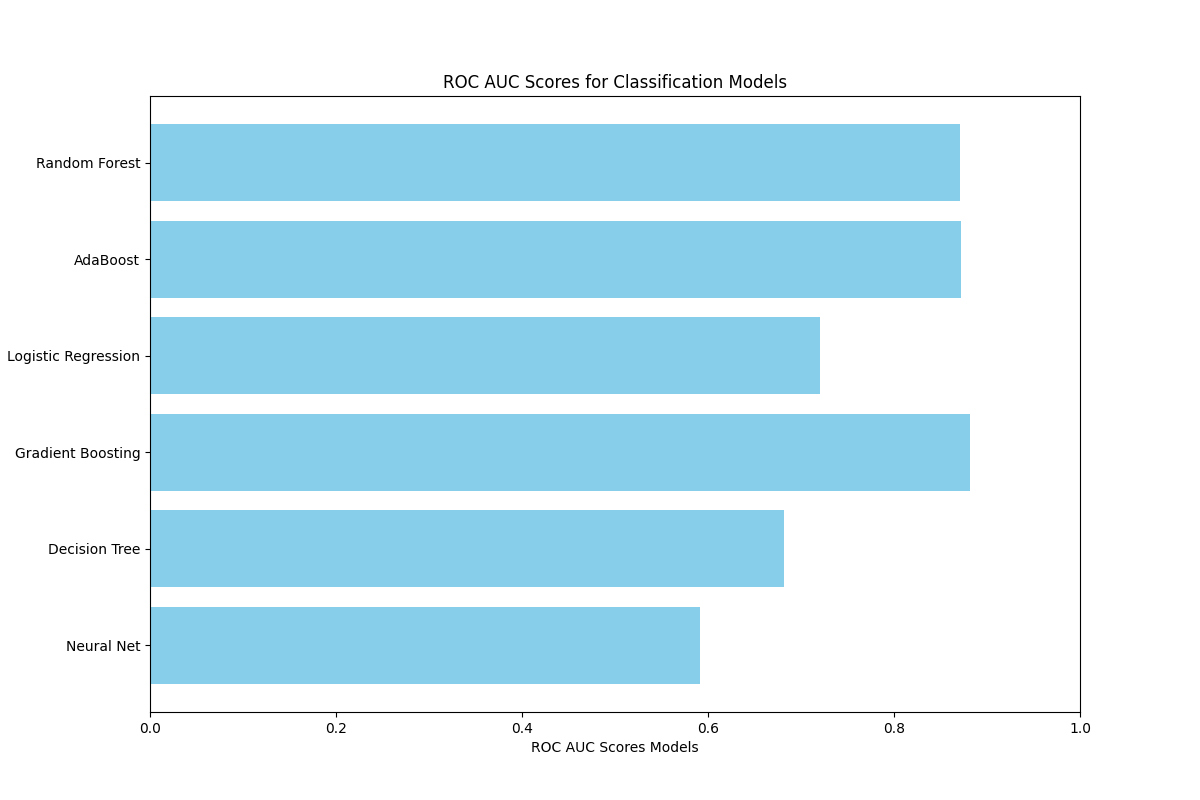 ROC AUC Scores for Classification Models
Random Forest
AdaBoost
Logistic Regression
Gradient Boosting
Decision Tree
Neural Net
0.0 0.2 0.4 0.6 0.8 1.0
ROC AUC Scores Models